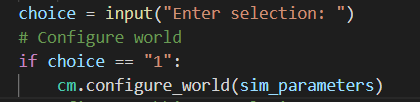 choice = input("Enter selection: ")
# Configure world
if choice == "1":
    cm.configure_world(sim_parameters)